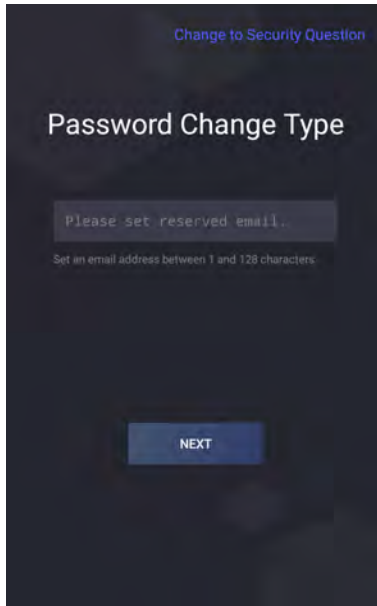 Change to Security Question
Password Change Type
Please set reserved email.
Set an email address between 1 and 128 characters.
NEXT